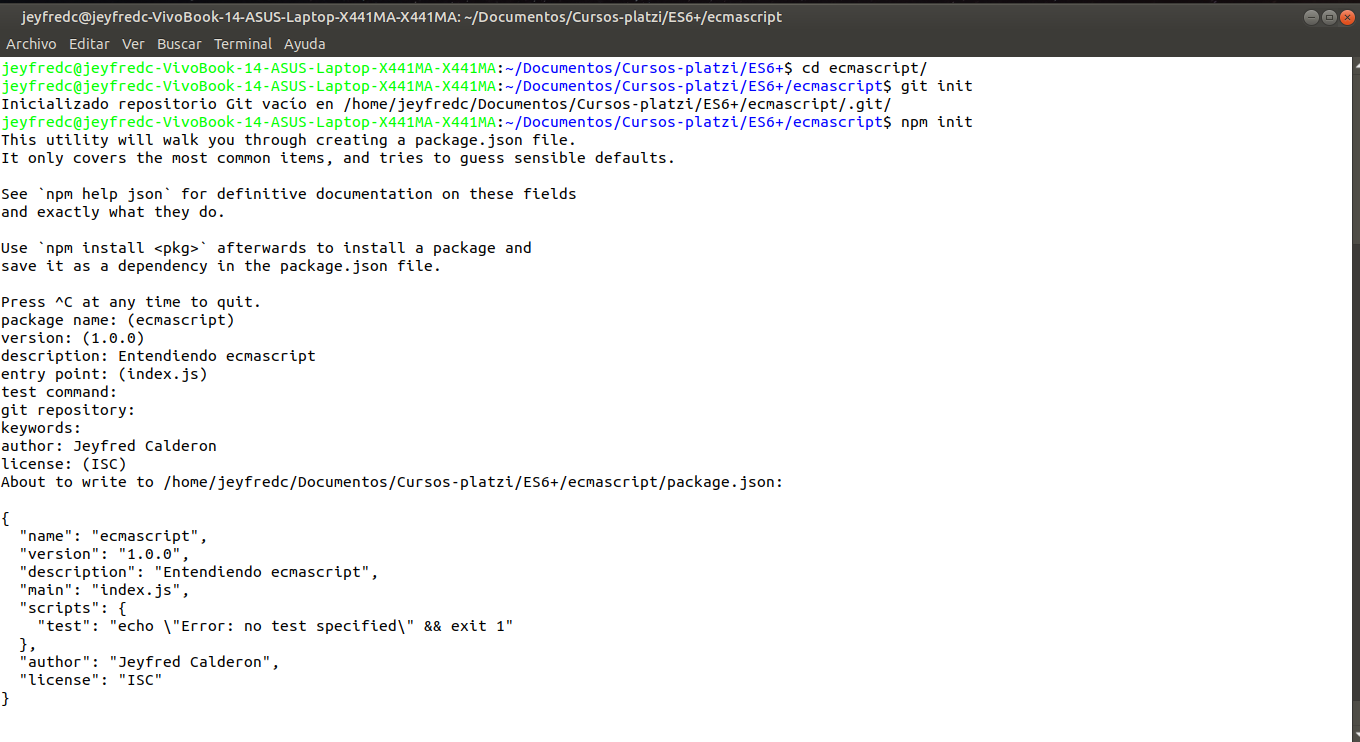 jeyfredc@jeyfredc-VivoBook-14-ASUS-Laptop-X441MA-X441MA: ~/Documentos/Cursos-platzi/ES6+/ecmascript
Archivo Editar Ver Buscar Terminal Ayuda
jeyfredc@jeyfredc-VivoBook-14-ASUS-Laptop-X441MA-X441MA:~/Documentos/Cursos-platzi/ES6+$ cd ecmascript/
jeyfredc@jeyfredc-VivoBook-14-ASUS-Laptop-X441MA-X441MA:~/Documentos/Cursos-platzi/ES6+/ecmascript$ git init
Inicializado repositorio Git vacío en /home/jeyfredc/Documentos/Cursos-platzi/ES6+/ecmascript/.git/
jeyfredc@jeyfredc-VivoBook-14-ASUS-Laptop-X441MA-X441MA:~/Documentos/Cursos-platzi/ES6+/ecmascript$ npm init
This utility will walk you through creating a package.json file.
It only covers the most common items, and tries to guess sensible defaults.

See `npm help json` for definitive documentation on these fields
and exactly what they do.

Use `npm install <pkg>` afterwards to install a package and
save it as a dependency in the package.json file.

Press ^C at any time to quit.
package name: (ecmascript)
version: (1.0.0)
description: Entendiendo ecmascript
entry point: (index.js)
test command:
git repository:
keywords:
author: Jeyfred Calderon
license: (ISC)
About to write to /home/jeyfredc/Documentos/Cursos-platzi/ES6+/ecmascript/package.json:

{
  "name": "ecmascript",
  "version": "1.0.0",
  "description": "Entendiendo ecmascript",
  "main": "index.js",
  "scripts": {
    "test": "echo \"Error: no test specified\" && exit 1"
  },
  "author": "Jeyfred Calderon",
  "license": "ISC"
}